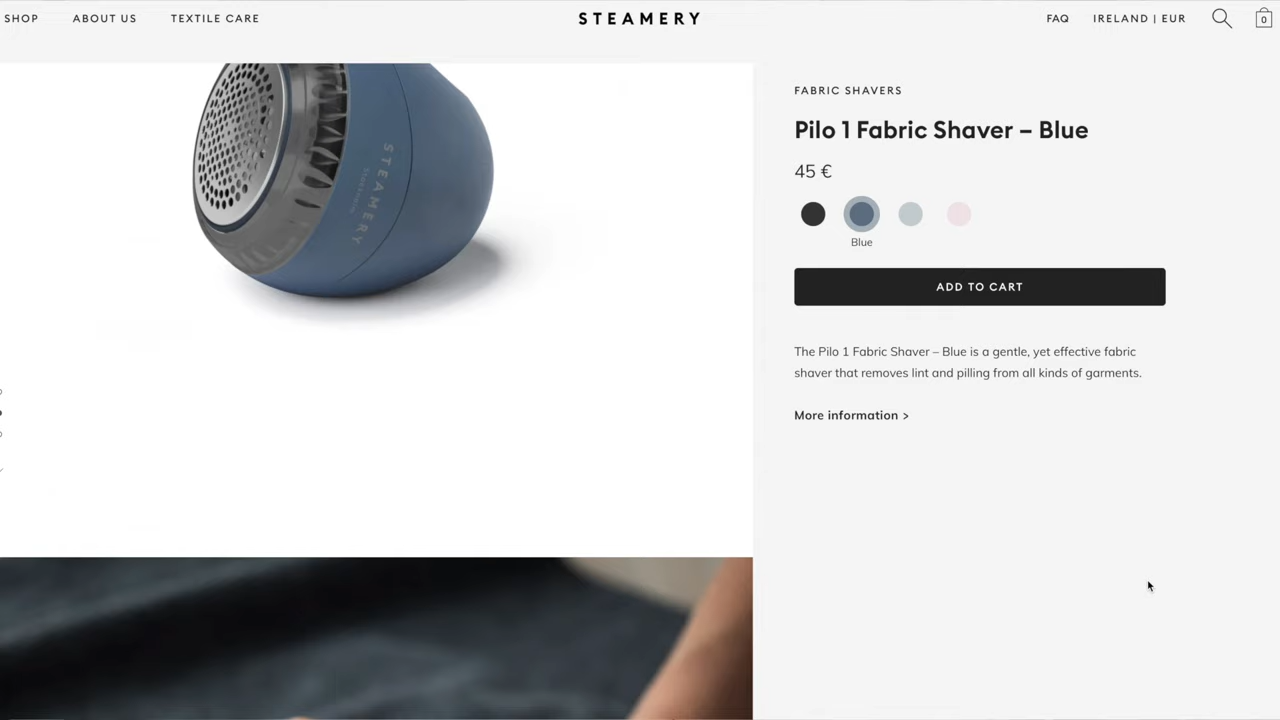 SHOP
ABOUT US
TEXTILE CARE
STEAMERY
FAQ
IRELAND | EUR
0
STEAMERY
Stockholm
FABRIC SHAVERS
Pilo 1 Fabric Shaver – Blue
45 €
Blue
ADD TO CART
The Pilo 1 Fabric Shaver – Blue is a gentle, yet effective fabric
shaver that removes lint and pilling from all kinds of garments.
More information >